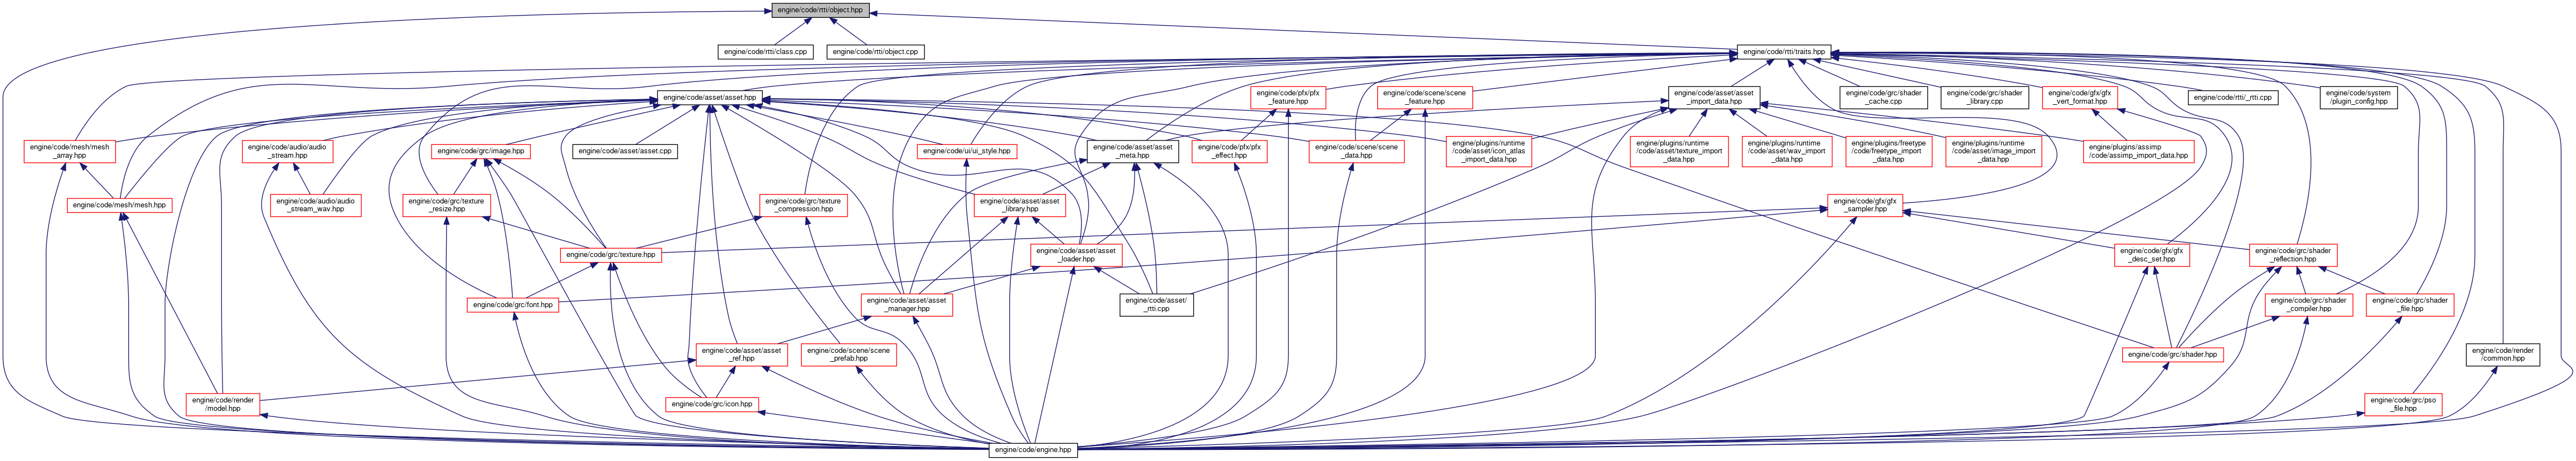 engine/code/rtti/object.hpp
engine/code/rtti/class.cpp
engine/code/rtti/object.cpp
engine/code/rtti/traits.hpp
engine/code/asset/asset.hpp
engine/code/pfx/pfx
_feature.hpp
engine/code/scene/scene
_feature.hpp
engine/code/asset/asset
_import_data.hpp
engine/code/grc/shader
_cache.cpp
engine/code/grc/shader
_library.cpp
engine/code/gfx/gfx
_vert_format.hpp
engine/code/rtti/_rtti.cpp
engine/code/system
/plugin_config.hpp
engine/code/mesh/mesh
_array.hpp
engine/code/audio/audio
_stream.hpp
engine/code/grc/image.hpp
engine/code/asset/asset.cpp
engine/code/ui/ui_style.hpp
engine/code/asset/asset
_meta.hpp
engine/code/pfx/pfx
_effect.hpp
engine/code/scene/scene
_data.hpp
engine/plugins/runtime
/code/asset/icon_atlas
_import_data.hpp
engine/plugins/runtime
/code/asset/texture_import
_data.hpp
engine/plugins/runtime
/code/asset/wav_import
_data.hpp
engine/plugins/freetype
/code/freetype_import
_data.hpp
engine/plugins/runtime
/code/asset/image_import
_data.hpp
engine/plugins/assimp
/code/assimp_import_data.hpp
engine/code/mesh/mesh.hpp
engine/code/audio/audio
_stream_wav.hpp
engine/code/grc/texture
_resize.hpp
engine/code/grc/texture
_compression.hpp
engine/code/asset/asset
_library.hpp
engine/code/gfx/gfx
_sampler.hpp
engine/code/grc/texture.hpp
engine/code/asset/asset
_loader.hpp
engine/code/gfx/gfx
_desc_set.hpp
engine/code/grc/shader
_reflection.hpp
engine/code/grc/font.hpp
engine/code/asset/asset
_manager.hpp
engine/code/asset/
_rtti.cpp
engine/code/grc/shader
_compiler.hpp
engine/code/grc/shader
_file.hpp
engine/code/asset/asset
_ref.hpp
engine/code/scene/scene
_prefab.hpp
engine/code/grc/shader.hpp
engine/code/render
/common.hpp
engine/code/render
/model.hpp
engine/code/grc/icon.hpp
engine/code/grc/pso
_file.hpp
engine/code/engine.hpp